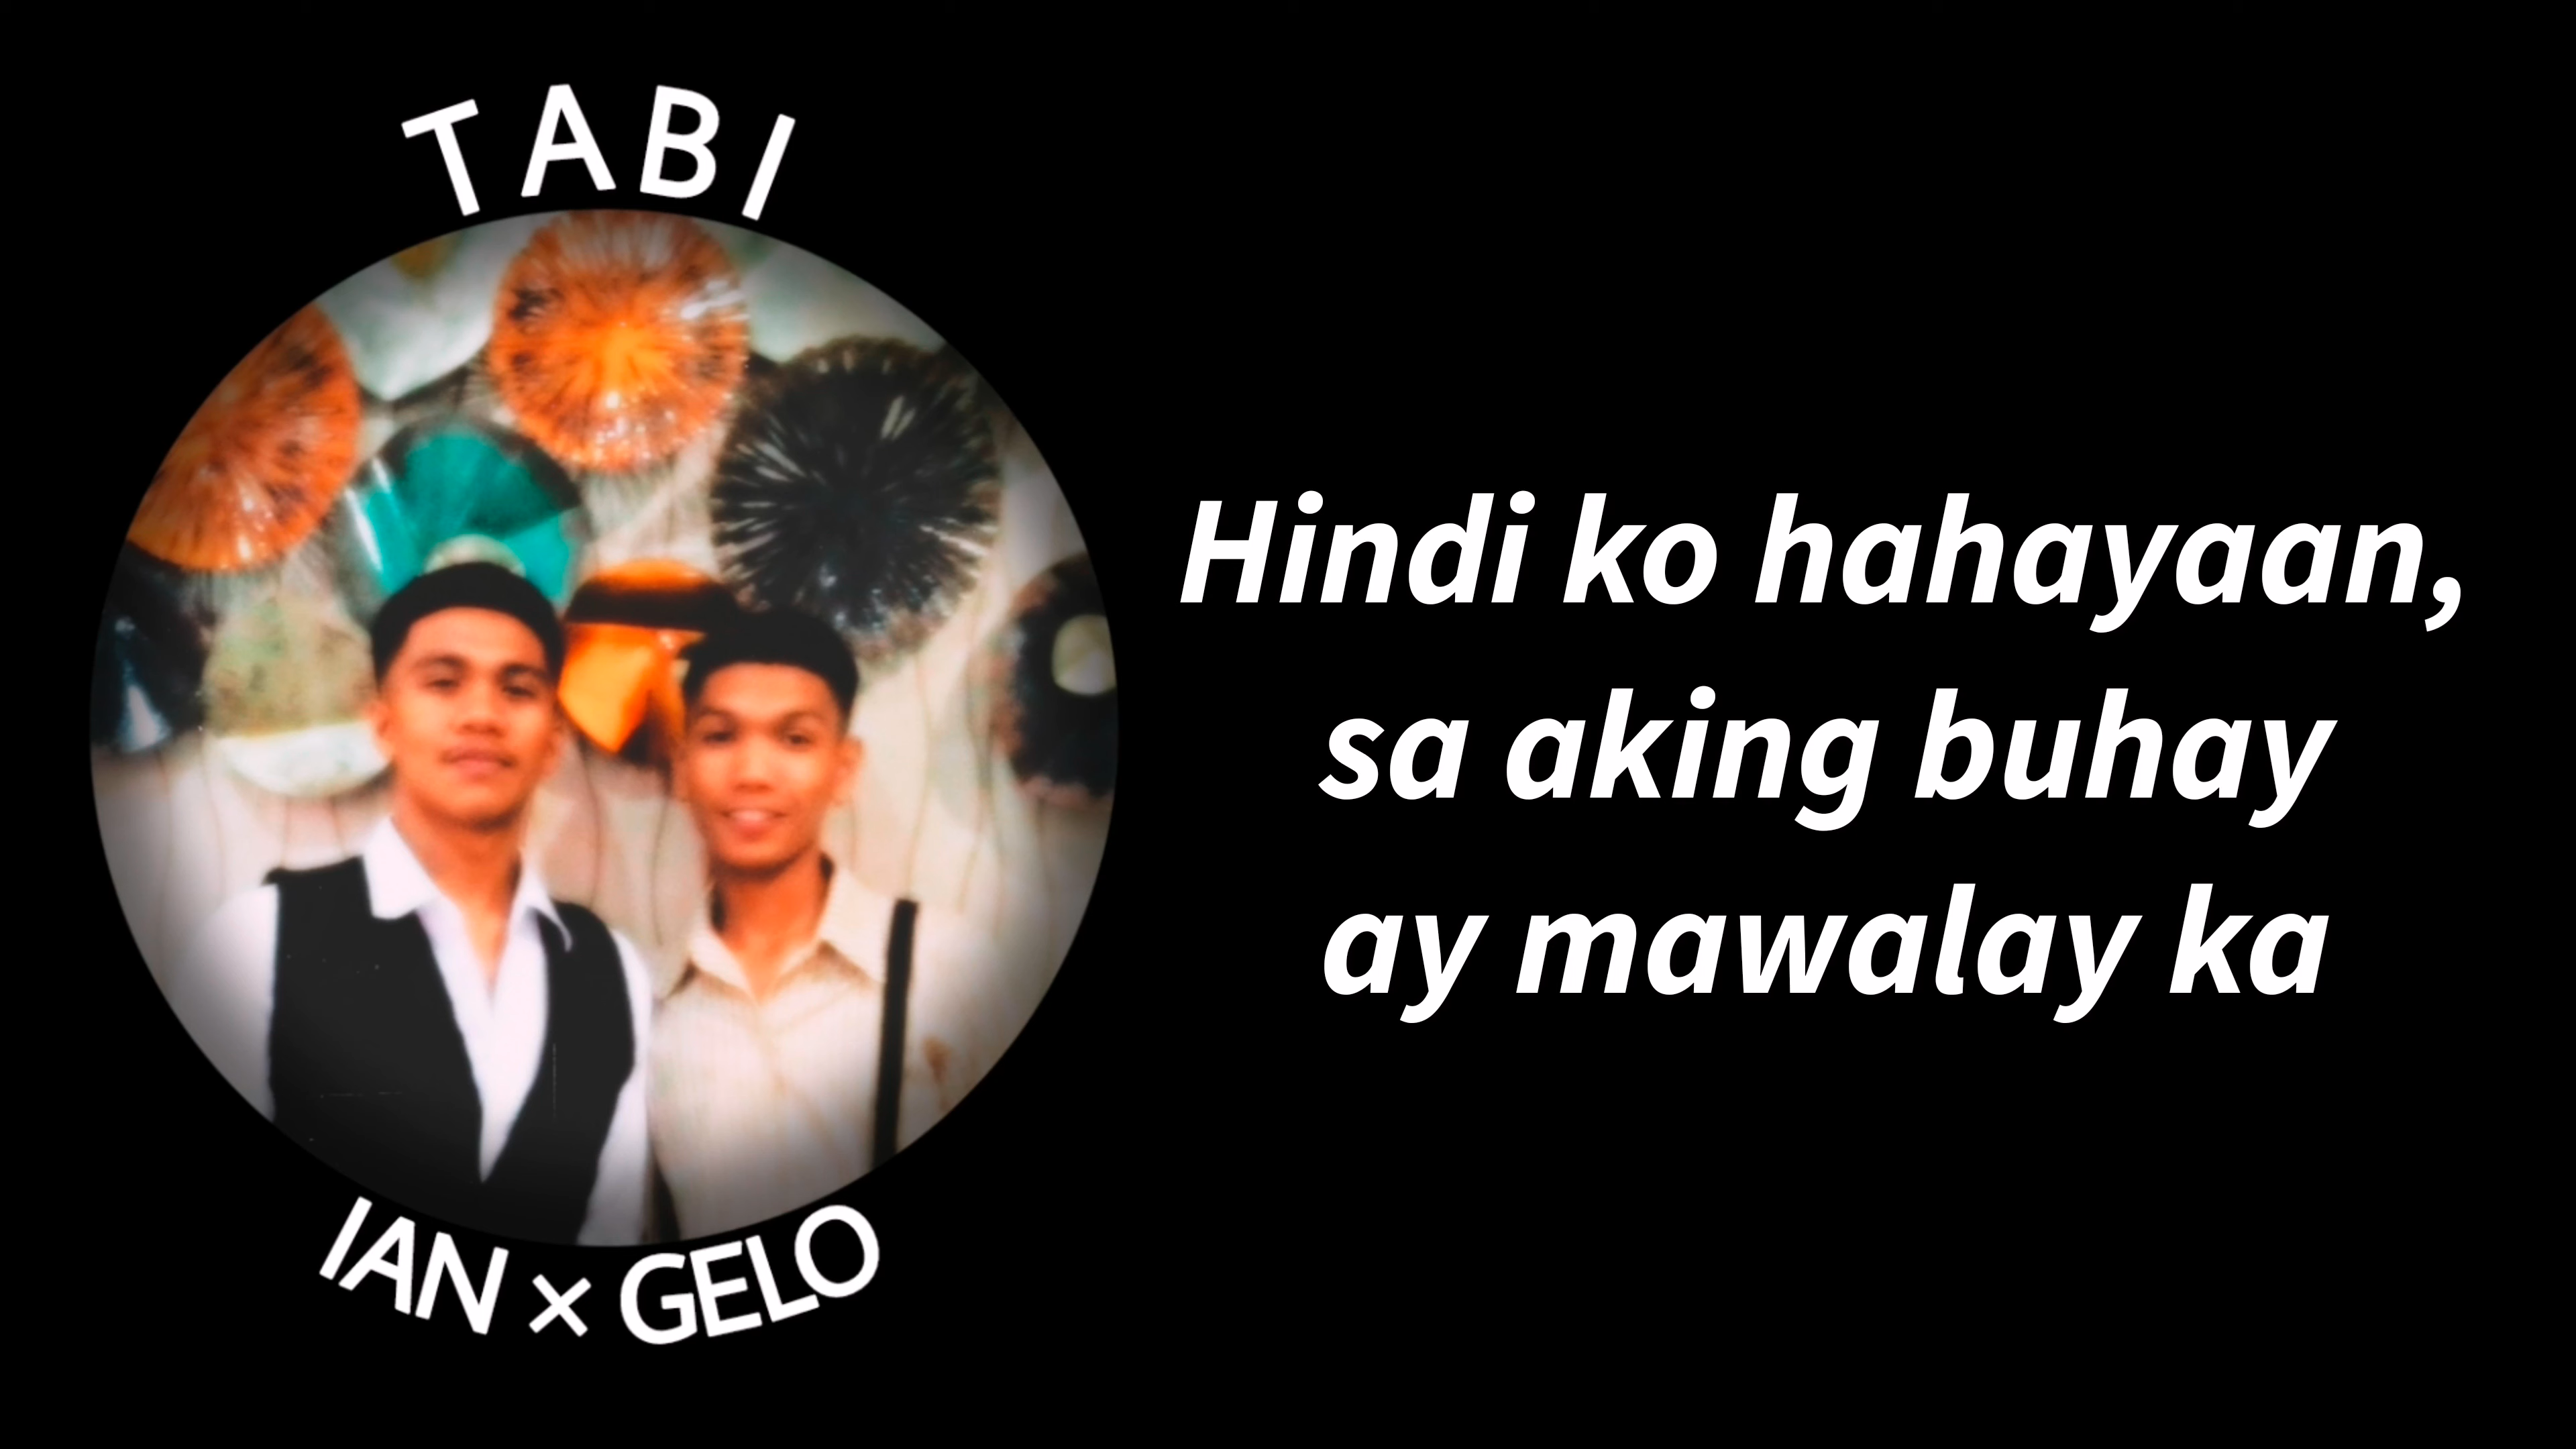 TABI
IAN × GELO
Hindi ko hahayaan,
sa aking buhay
ay mawalay ka